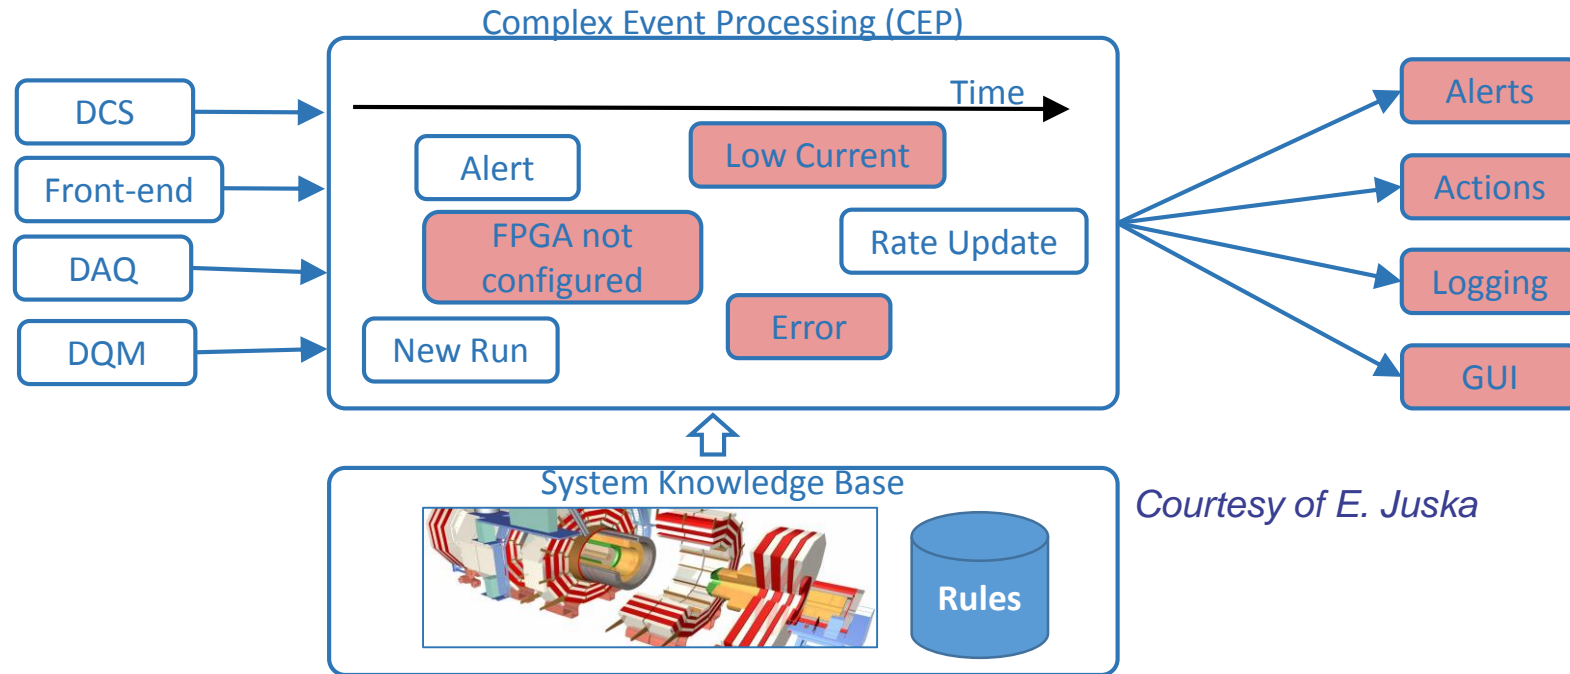 Complex Event Processing (CEP)
DCS
Front-end
DAQ
DQM
Time
Alert
Low Current
FPGA not
configured
Rate Update
New Run
Error
Alerts
Actions
Logging
GUI
System Knowledge Base
Rules
Courtesy of E. Juska